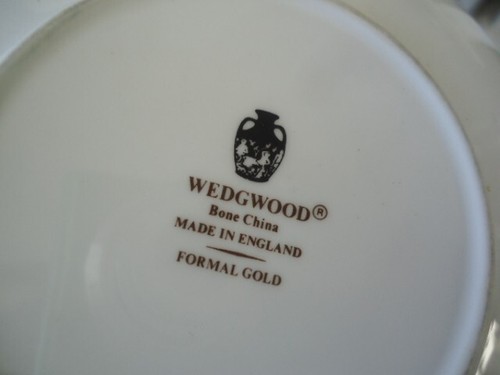 WEDGWOOD®
Bone China
MADE IN ENGLAND
FORMAL GOLD